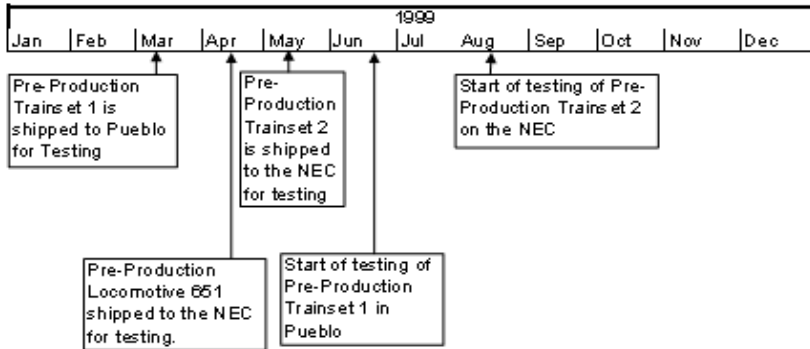 1999
Jan Feb Mar Apr May Jun Jul Aug Sep Oct Nov Dec
Pre-Production
Trainset 1 is
shipped to Pueblo
for Testing
Pre-
Production
Trainset 2
is shipped
to the NEC
for testing
Start of testing of Pre-
Production Trainset 2
on the NEC
Pre-Production
Locomotive 651
shipped to the NEC
for testing.
Start of testing of
Pre-Production
Trainset 1 in
Pueblo